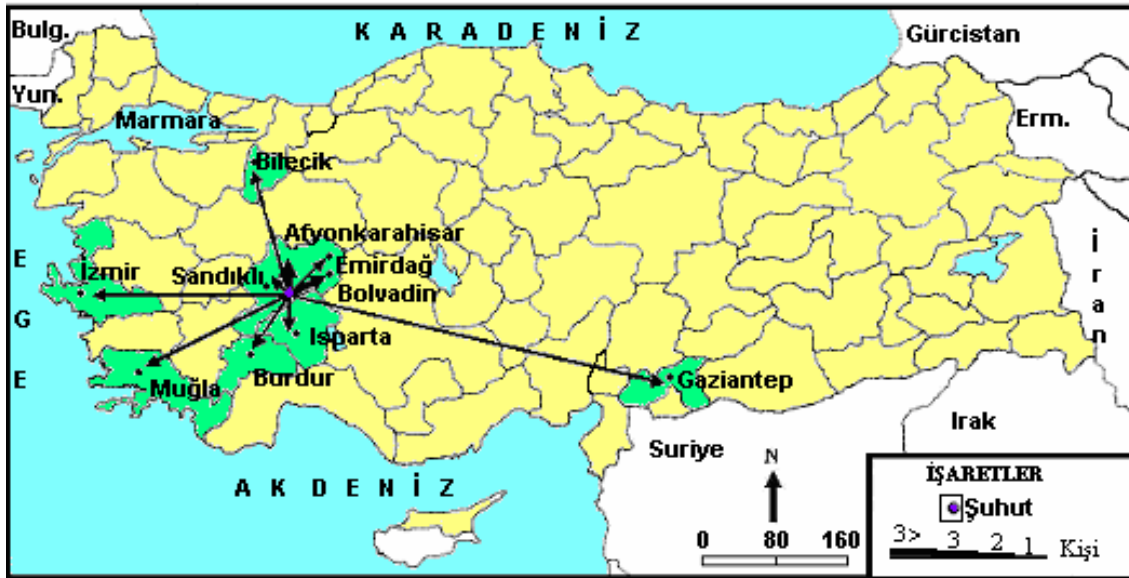 Bulg.
K A R A D E N İ Z
Gürcistan
Yun.
Marmara
Erm.
Bilecik
Afyonkarahisar
E
İzmir
Sandıklı
Emirdağ
Bolvadin
İ
r
a
n
G
Isparta
E
Muğla
Burdur
Gaziantep
Irak
Suriye
A K D E N İ Z
N
0 80 160
İŞARETLER
Şuhut
3> 3 2 1 Kişi